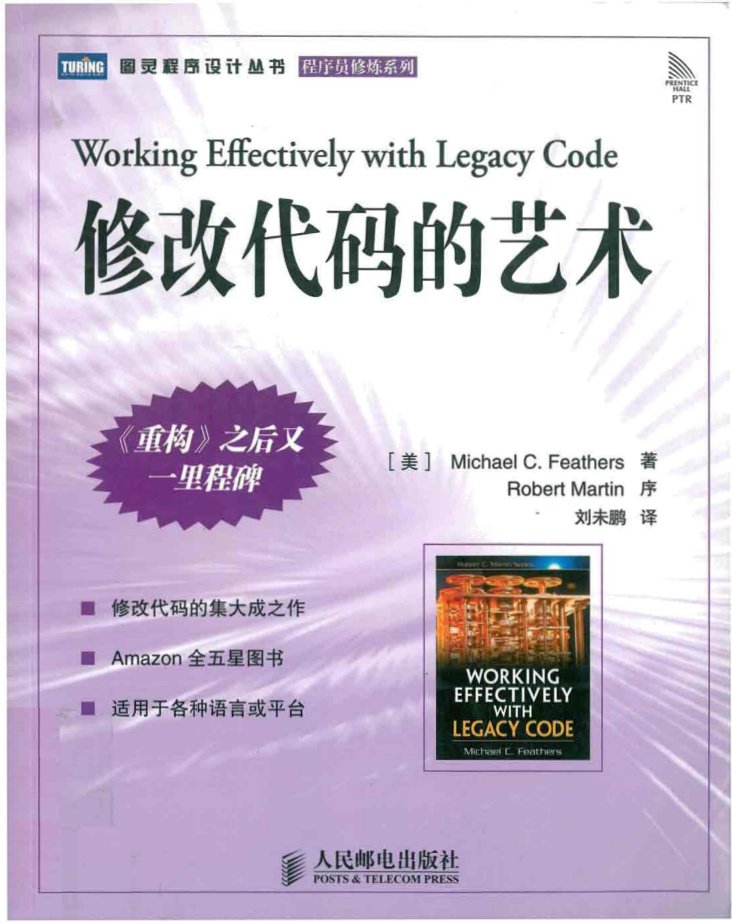 TURING 图灵程序设计丛书 程序员修炼系列
PRENTICE
HALL
PTR
Working Effectively with Legacy Code
修改代码的艺术
《重构》之后又
一里程碑
[美] Michael C. Feathers 著
Robert Martin 序
刘未鹏 译
修改代码的集大成之作
Amazon 全五星图书
适用于各种语言或平台
Robert C. Martin Series
WORKING
EFFECTIVELY
WITH
LEGACY CODE
Michael C. Feathers
人民邮电出版社
POSTS & TELECOM PRESS